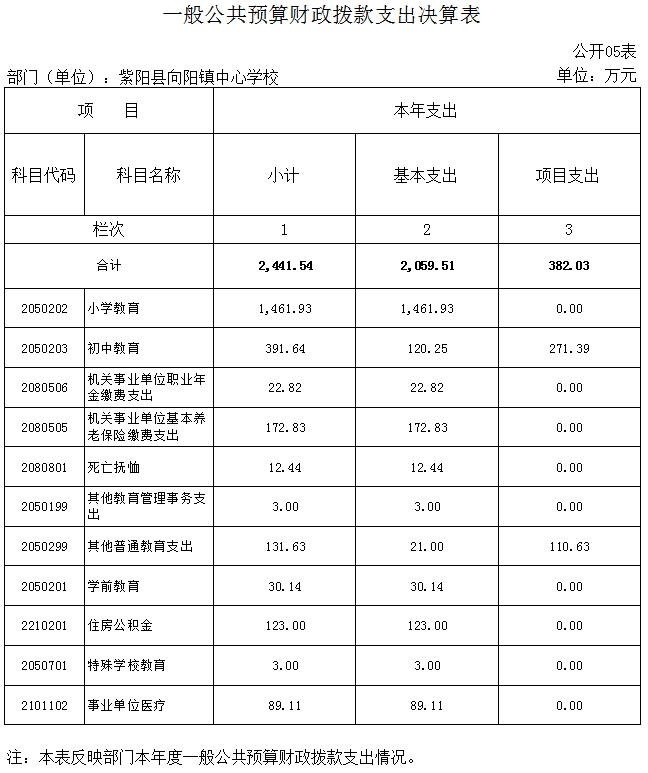 一般公共预算财政拨款支出决算表
公开05表
部门（单位）：紫阳县向阳镇中心学校 单位：万元
项 目 本年支出
科目代码 科目名称 小计 基本支出 项目支出
栏次 1 2 3
合计 2,441.54 2,059.51 382.03
2050202 小学教育 1,461.93 1,461.93 0.00
2050203 初中教育 391.64 120.25 271.39
2080506 机关事业单位职业年 22.82 22.82 0.00
金缴费支出
2080505 机关事业单位基本养 172.83 172.83 0.00
老保险缴费支出
2080801 死亡抚恤 12.44 12.44 0.00
2050199 其他教育管理事务支 3.00 3.00 0.00
出
2050299 其他普通教育支出 131.63 21.00 110.63
2050201 学前教育 30.14 30.14 0.00
2210201 住房公积金 123.00 123.00 0.00
2050701 特殊学校教育 3.00 3.00 0.00
2101102 事业单位医疗 89.11 89.11 0.00
注：本表反映部门本年度一般公共预算财政拨款支出情况。